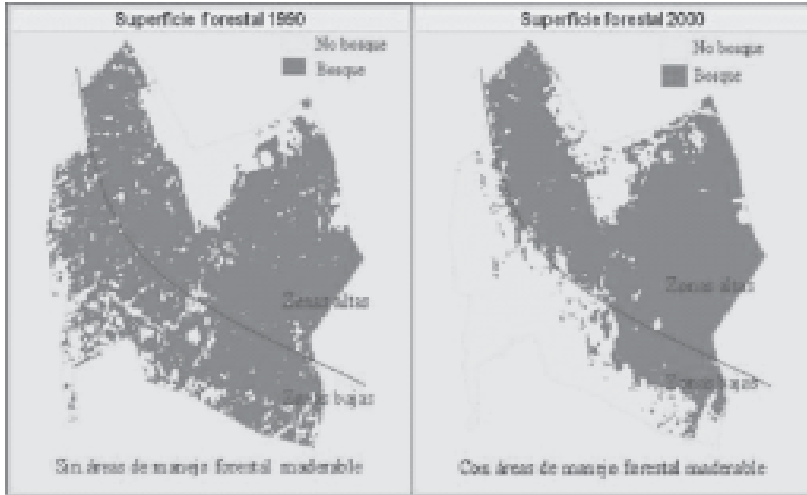 Superficie forestal 1990
No bosque
Bosque
Zonas altas
Zonas bajas
Sin áreas de manejo forestal maderable
Superficie forestal 2000
No bosque
Bosque
Zonas altas
Zonas bajas
Con áreas de manejo forestal maderable